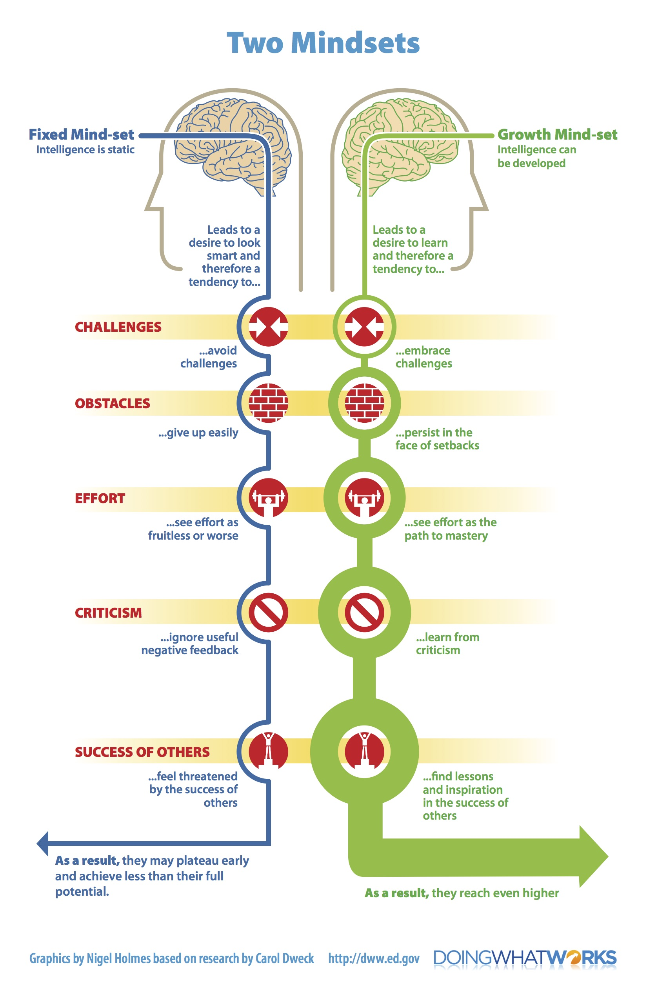 Two Mindsets
Fixed Mind-set
Intelligence is static
Growth Mind-set
Intelligence can
be developed
Leads to a
desire to look
smart and
therefore a
tendency to...
Leads to a
desire to learn
and therefore a
tendency to...
CHALLENGES
...avoid
challenges
...embrace
challenges
OBSTACLES
...give up easily
...persist in the
face of setbacks
EFFORT
...see effort as
fruitless or worse
...see effort as the
path to mastery
CRITICISM
...ignore useful
negative feedback
...learn from
criticism
SUCCESS OF OTHERS
...feel threatened
by the success of
others
...find lessons
and inspiration
in the success of
others
As a result, they may plateau early
and achieve less than their full
potential.
As a result, they reach even higher
Graphics by Nigel Holmes based on research by Carol Dweck http://dww.ed.gov DOINGWHATWORKS